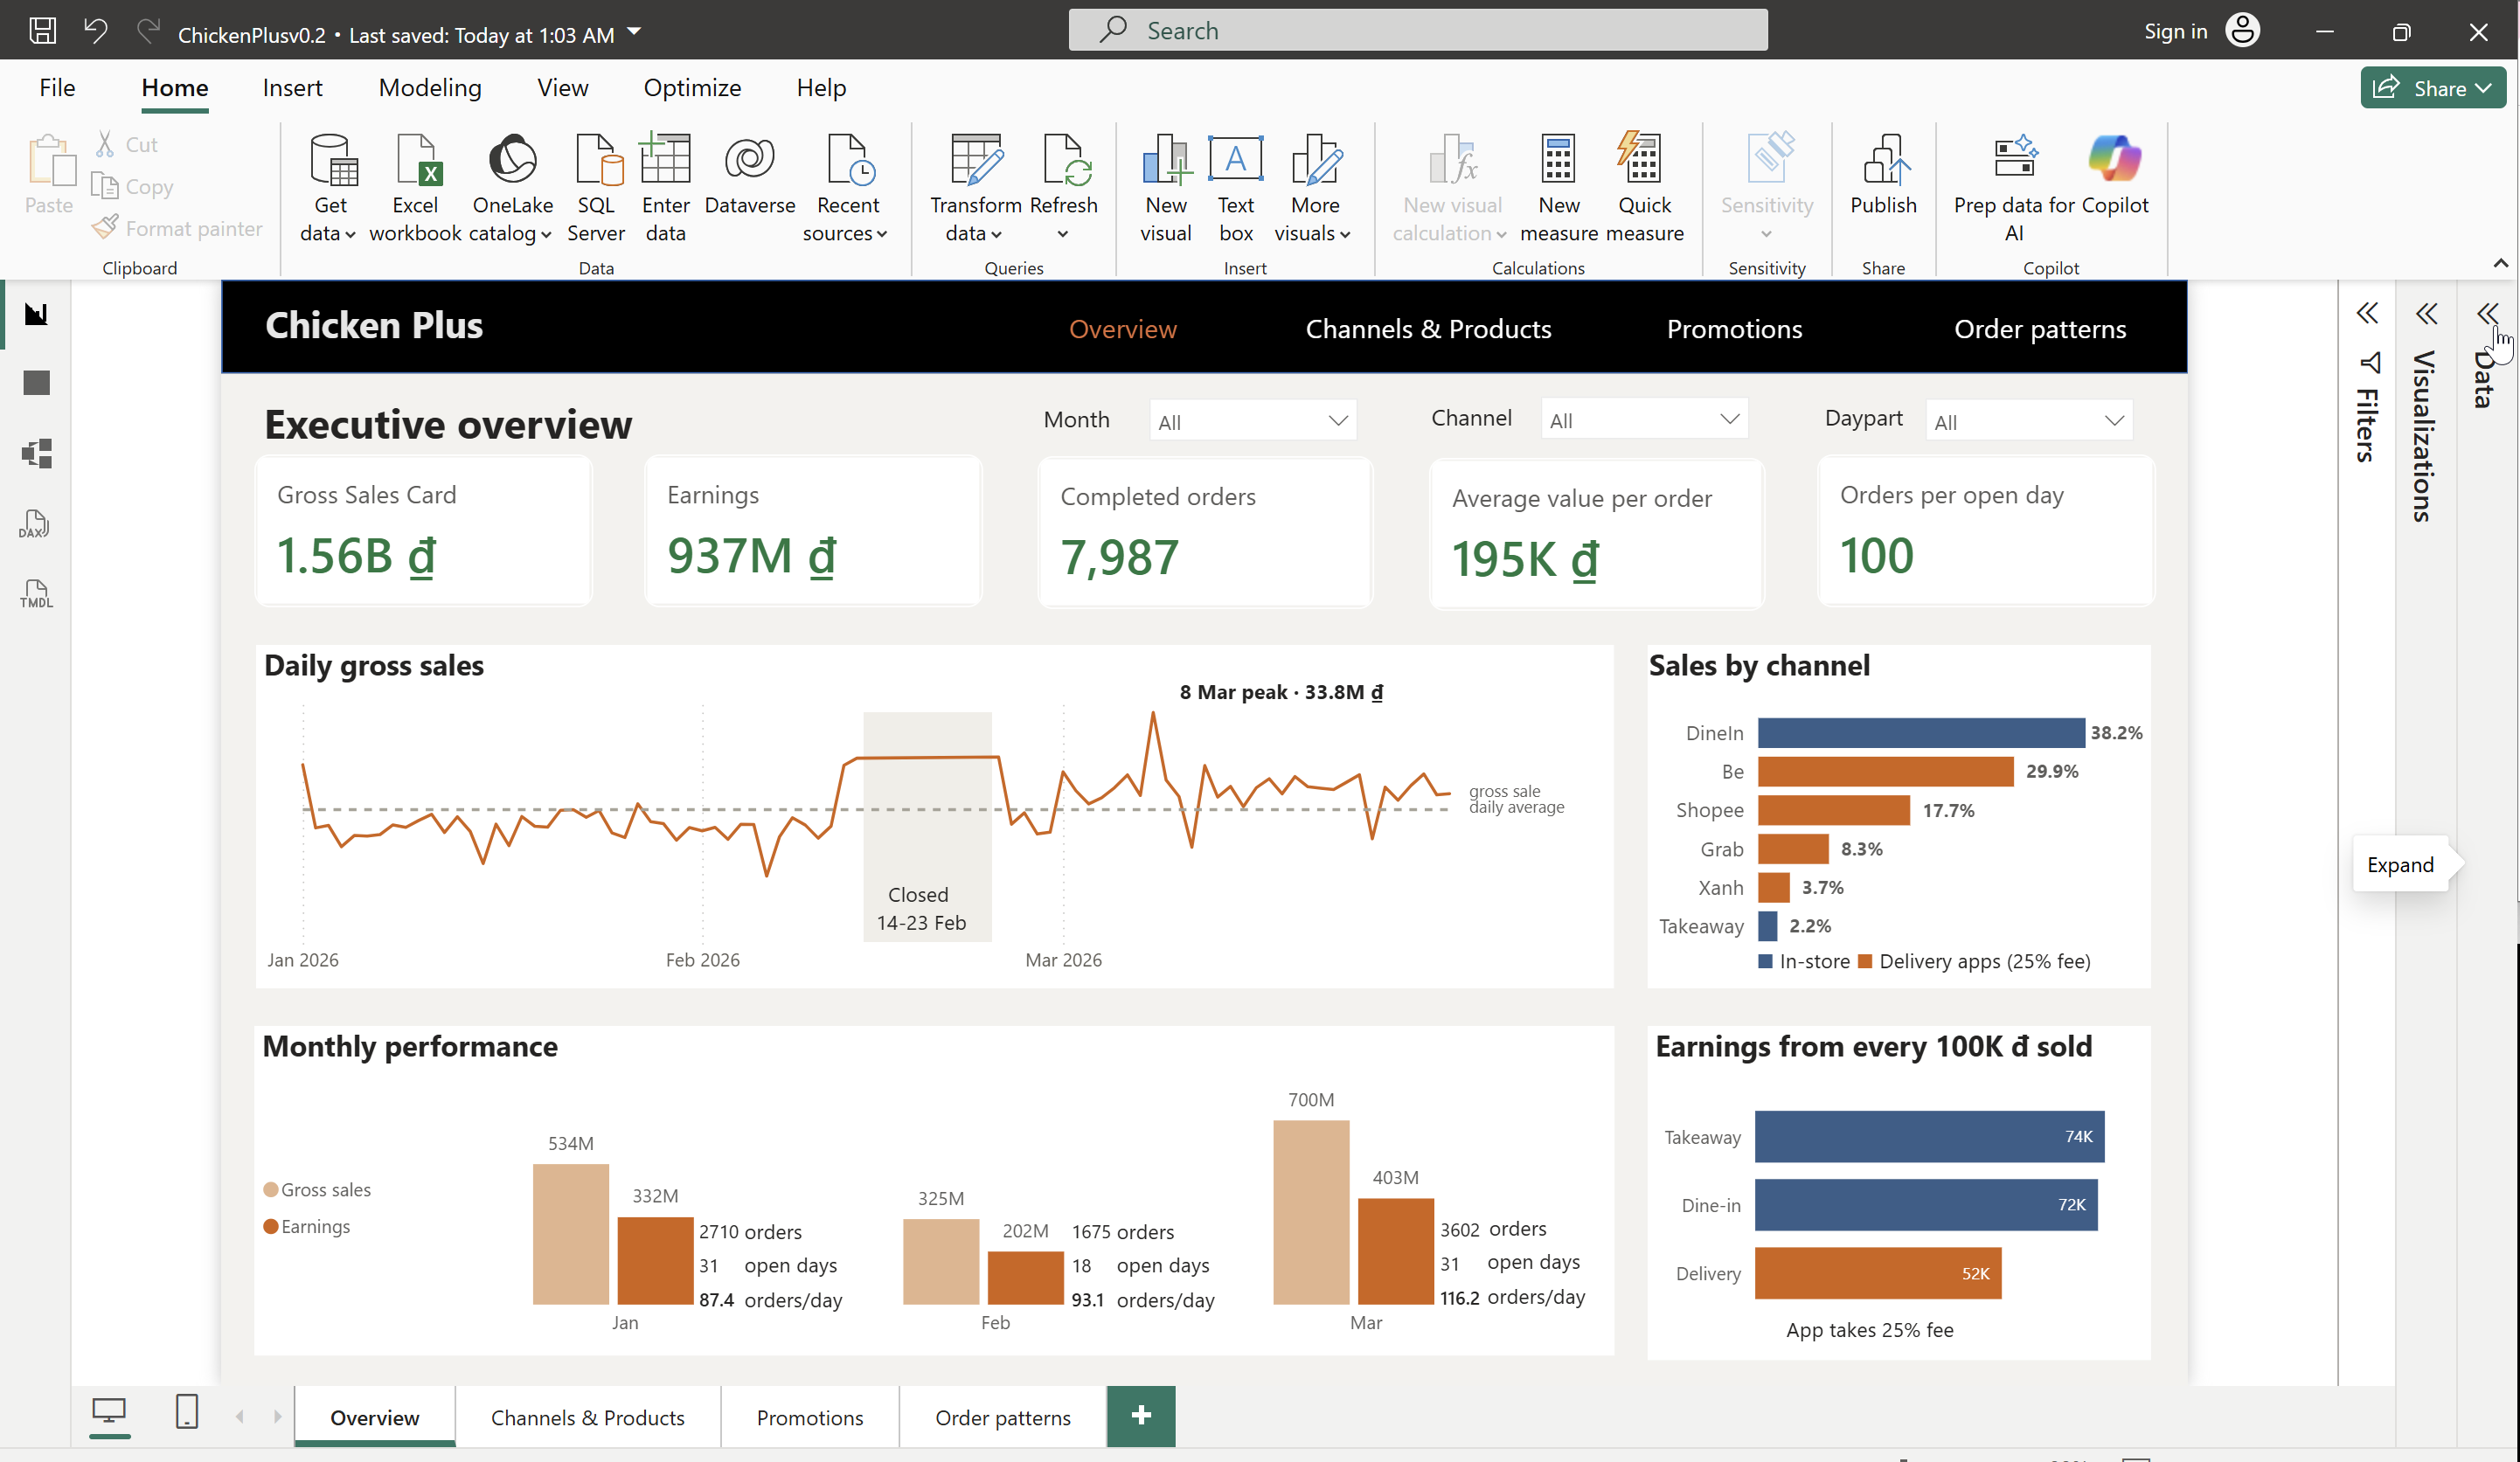 ChickenPlusv0.2 • Last saved: Today at 1:03 AM
Search
Sign in
File
Home
Insert
Modeling
View
Optimize
Help
Share
Paste
Cut
Copy
Format painter
Clipboard
Get data
Excel workbook
OneLake catalog
SQL Server
Enter data
Dataverse
Recent sources
Data
Transform data
Refresh
Queries
New visual
Text box
More visuals
Insert
New visual calculation
New measure
Quick measure
Calculations
Sensitivity
Sensitivity
Publish
Share
Prep data for AI
Copilot
Copilot
DAX
TMDL
Chicken Plus
Overview
Channels & Products
Promotions
Order patterns
Executive overview
Month
All
Channel
All
Daypart
All
Gross Sales Card
1.56B ₫
Earnings
937M ₫
Completed orders
7,987
Average value per order
195K ₫
Orders per open day
100
Daily gross sales
8 Mar peak · 33.8M ₫
gross sale
daily average
Closed
14-23 Feb
Jan 2026
Feb 2026
Mar 2026
Sales by channel
DineIn
38.2%
Be
29.9%
Shopee
17.7%
Grab
8.3%
Xanh
3.7%
Takeaway
2.2%
In-store
Delivery apps (25% fee)
Monthly performance
Gross sales
Earnings
534M
332M
2710 orders
31 open days
87.4 orders/day
Jan
325M
202M
1675 orders
18 open days
93.1 orders/day
Feb
700M
403M
3602 orders
31 open days
116.2 orders/day
Mar
Earnings from every 100K đ sold
Takeaway
74K
Dine-in
72K
Delivery
52K
App takes 25% fee
Filters
Visualizations
Data
Expand
Overview
Channels & Products
Promotions
Order patterns